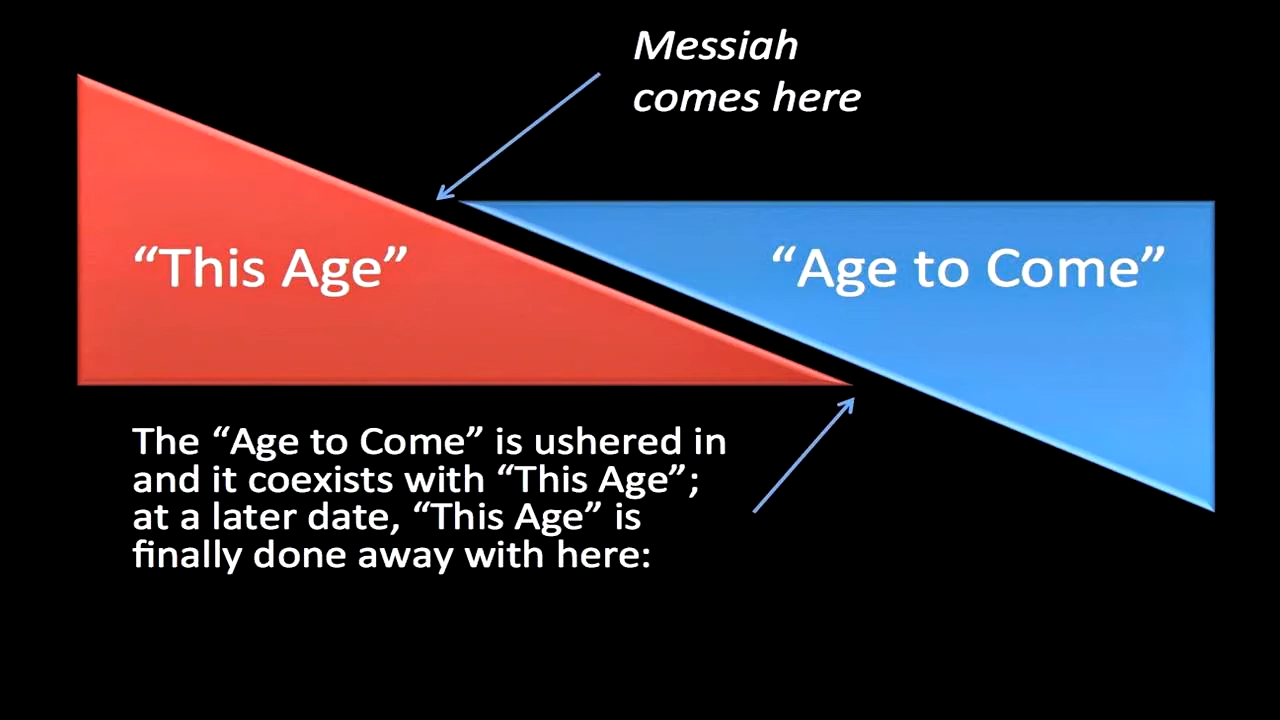 Messiah
comes here
“This Age”
“Age to Come”
The “Age to Come” is ushered in
and it coexists with “This Age”;
at a later date, “This Age” is
finally done away with here: